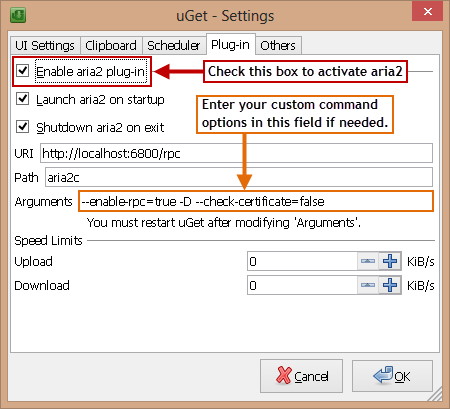 uGet - Settings
UI Settings Clipboard Scheduler Plug-in Others
Enable aria2 plug-in
Check this box to activate aria2
Launch aria2 on startup
Enter your custom command
options in this field if needed.
Shutdown aria2 on exit
URI http://localhost:6800/rpc
Path aria2c
Arguments --enable-rpc=true -D --check-certificate=false
You must restart uGet after modifying 'Arguments'.
Speed Limits
Upload 0 KiB/s
Download 0 KiB/s
Cancel OK